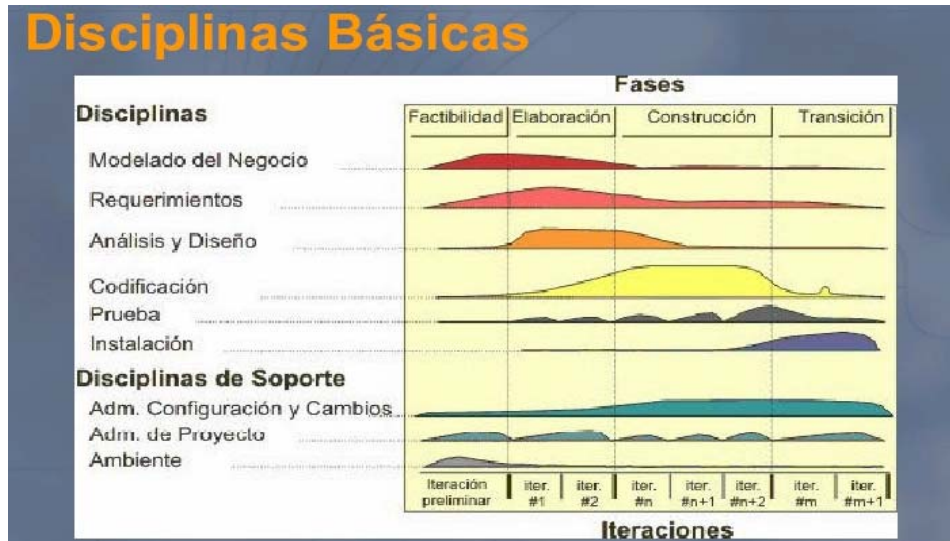 Disciplinas Básicas
Fases
Disciplinas
Factibilidad Elaboración Construcción Transición
Modelado del Negocio
Requerimientos
Análisis y Diseño
Codificación
Prueba
Instalación
Disciplinas de Soporte
Adm. Configuración y Cambios
Adm. de Proyecto
Ambiente
Iteración preliminar
iter. #1
iter. #2
iter. #n
iter. #n+1
iter. #n+2
iter. #m
iter. #m+1
Iteraciones